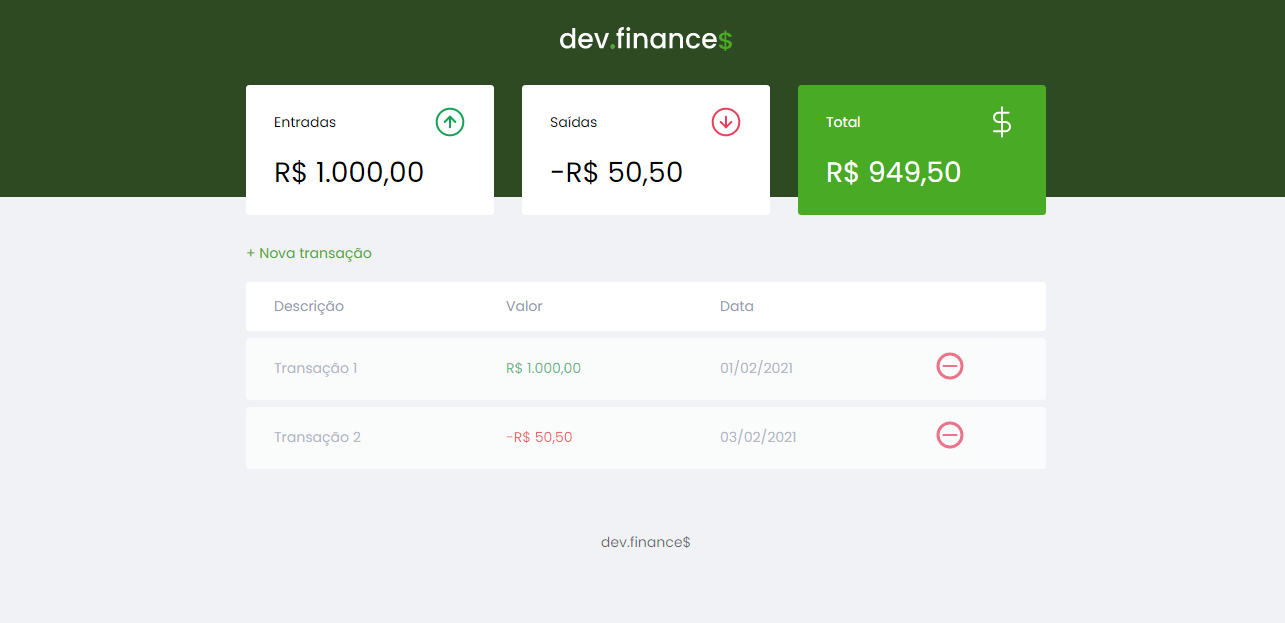 dev.finance$
Entradas
R$ 1.000,00
Saídas
-R$ 50,50
Total
$
R$ 949,50
+ Nova transação
Descrição Valor Data
Transação 1 R$ 1.000,00 01/02/2021
Transação 2 -R$ 50,50 03/02/2021
dev.finance$